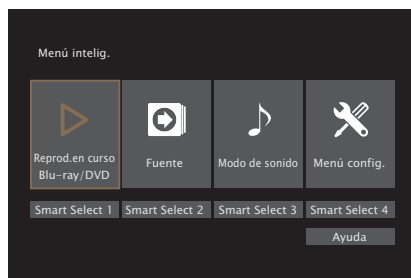 Menú intelig.
Reprod.en curso
Blu-ray/DVD
Fuente
Modo de sonido
Menú config.
Smart Select 1
Smart Select 2
Smart Select 3
Smart Select 4
Ayuda